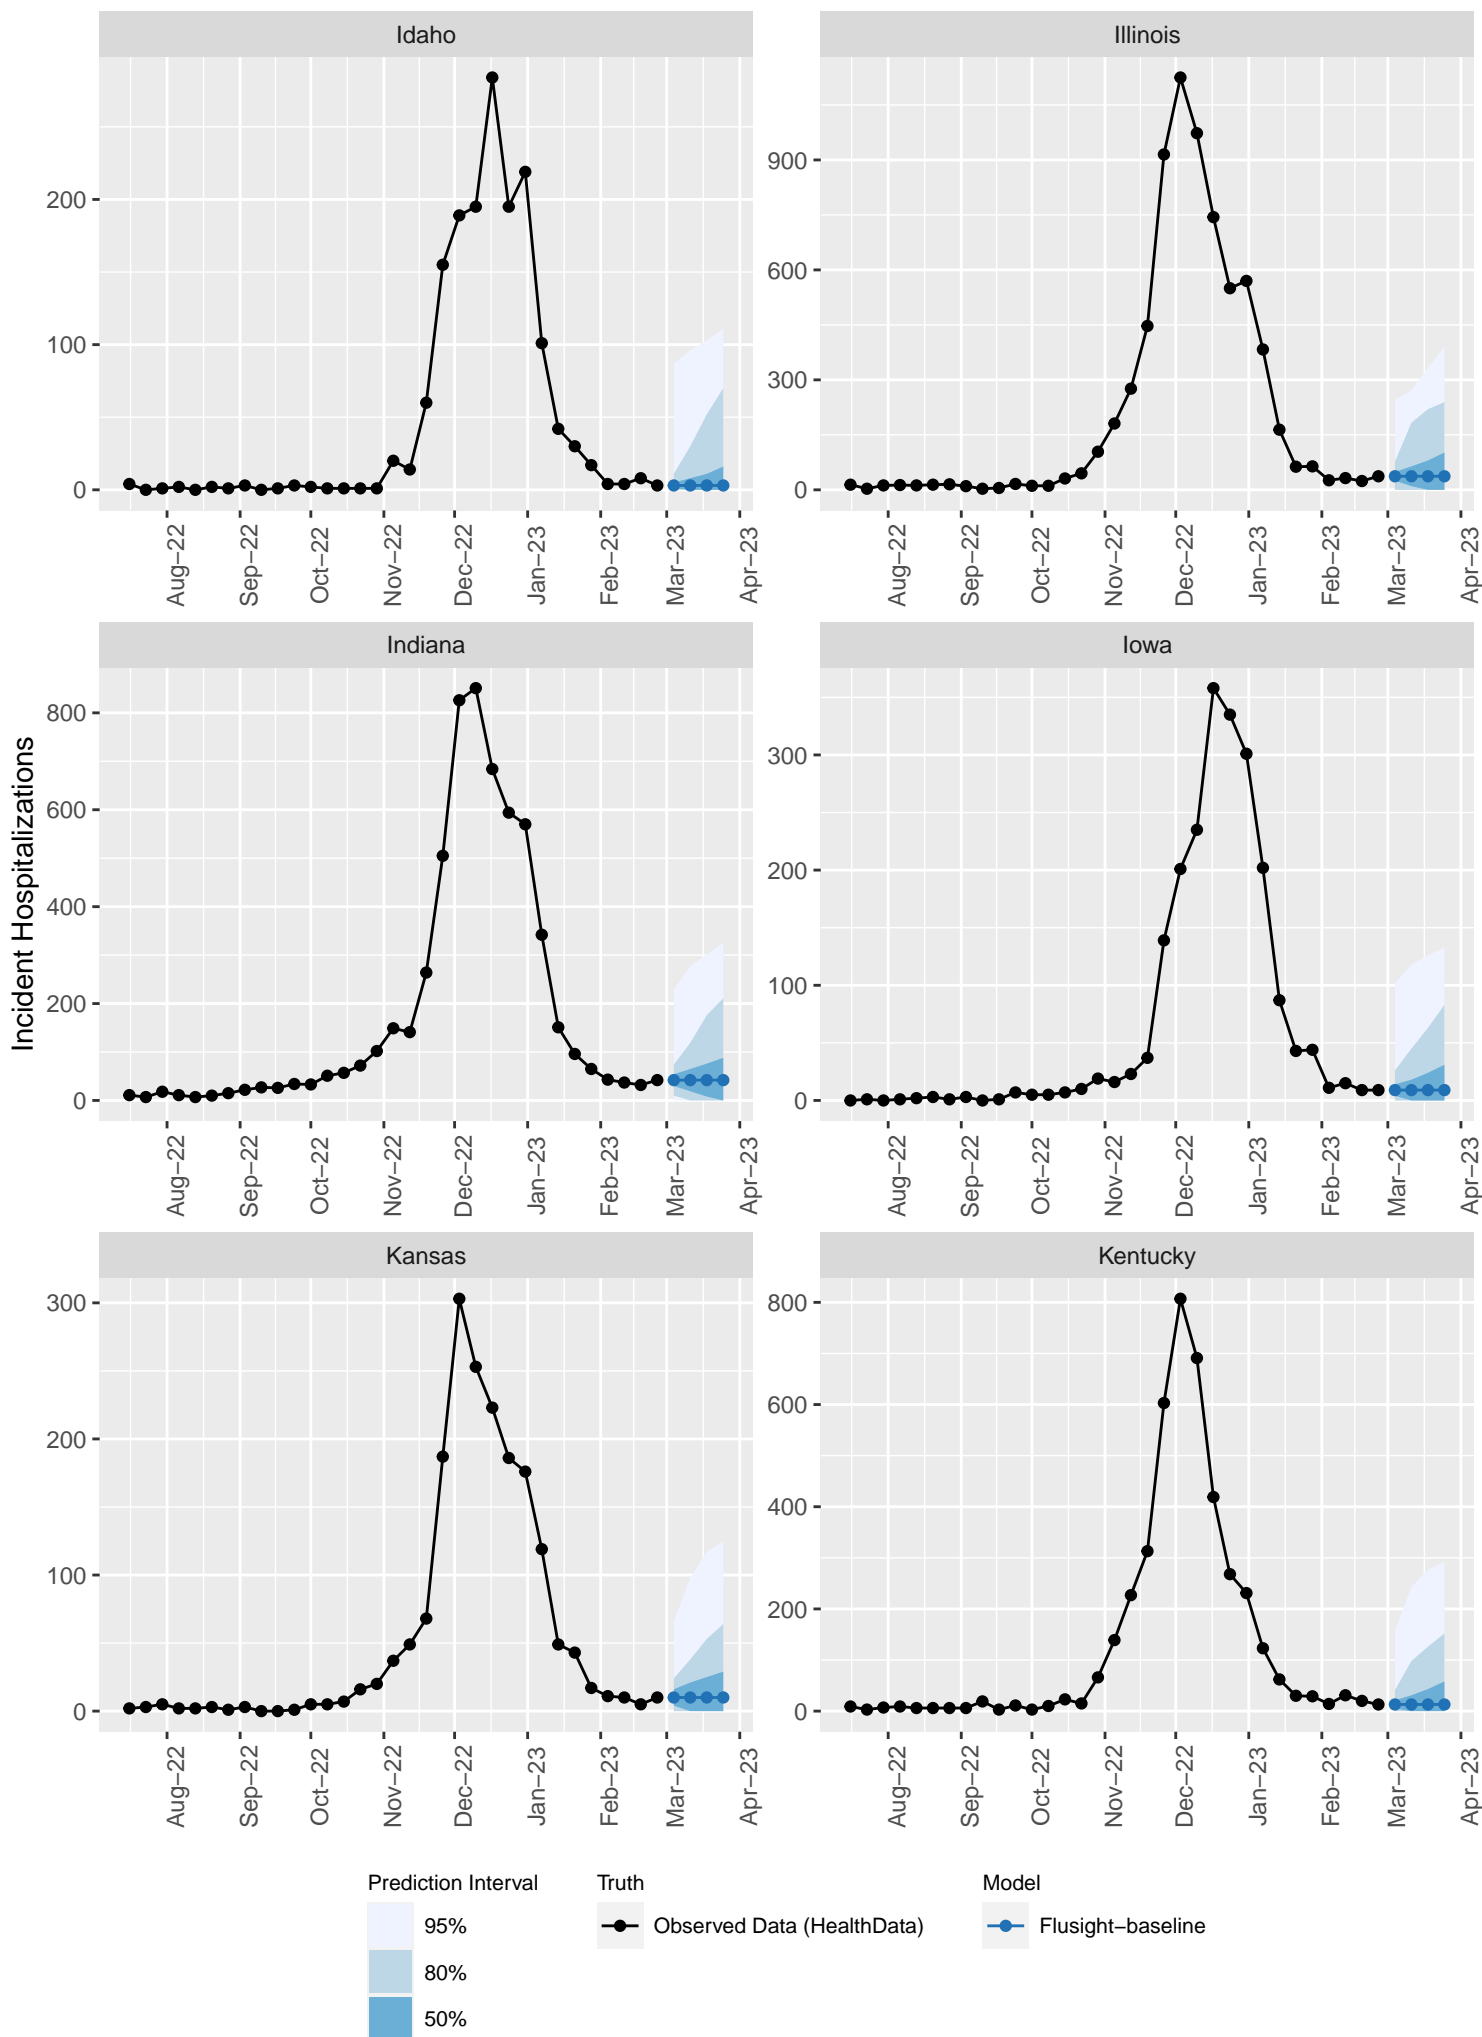 Idaho
Illinois
200
100
0
900
600
300
0
Aug−22
Sep−22
Oct−22
Nov−22
Dec−22
Jan−23
Feb−23
Mar−23
Apr−23
Aug−22
Sep−22
Oct−22
Nov−22
Dec−22
Jan−23
Feb−23
Mar−23
Apr−23
Incident Hospitalizations
Indiana
Iowa
800
600
400
200
0
300
200
100
0
Aug−22
Sep−22
Oct−22
Nov−22
Dec−22
Jan−23
Feb−23
Mar−23
Apr−23
Aug−22
Sep−22
Oct−22
Nov−22
Dec−22
Jan−23
Feb−23
Mar−23
Apr−23
Kansas
Kentucky
300
200
100
0
800
600
400
200
0
Aug−22
Sep−22
Oct−22
Nov−22
Dec−22
Jan−23
Feb−23
Mar−23
Apr−23
Aug−22
Sep−22
Oct−22
Nov−22
Dec−22
Jan−23
Feb−23
Mar−23
Apr−23
Prediction Interval
95%
80%
50%
Truth
Observed Data (HealthData)
Model
Flusight−baseline